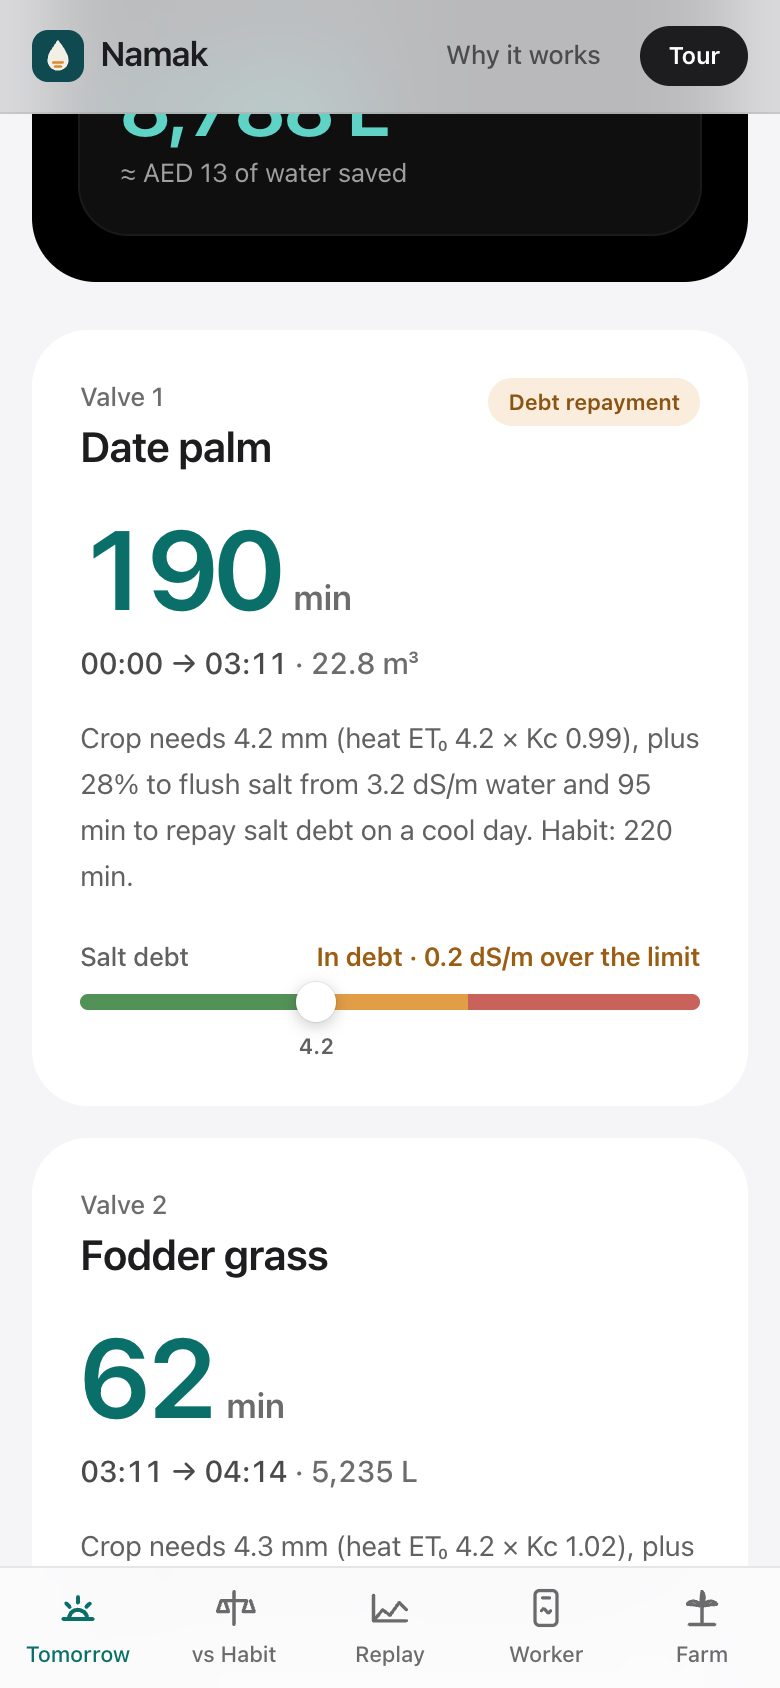 Namak
Why it works
Tour
8,788 L
≈ AED 13 of water saved
Valve 1
Debt repayment
Date palm
190 min
00:00 → 03:11 · 22.8 m³
Crop needs 4.2 mm (heat ET₀ 4.2 × Kc 0.99), plus
28% to flush salt from 3.2 dS/m water and 95
min to repay salt debt on a cool day. Habit: 220
min.
Salt debt
In debt · 0.2 dS/m over the limit
4.2
Valve 2
Fodder grass
62 min
03:11 → 04:14 · 5,235 L
Crop needs 4.3 mm (heat ET₀ 4.2 × Kc 1.02), plus
Tomorrow
vs Habit
Replay
Worker
Farm